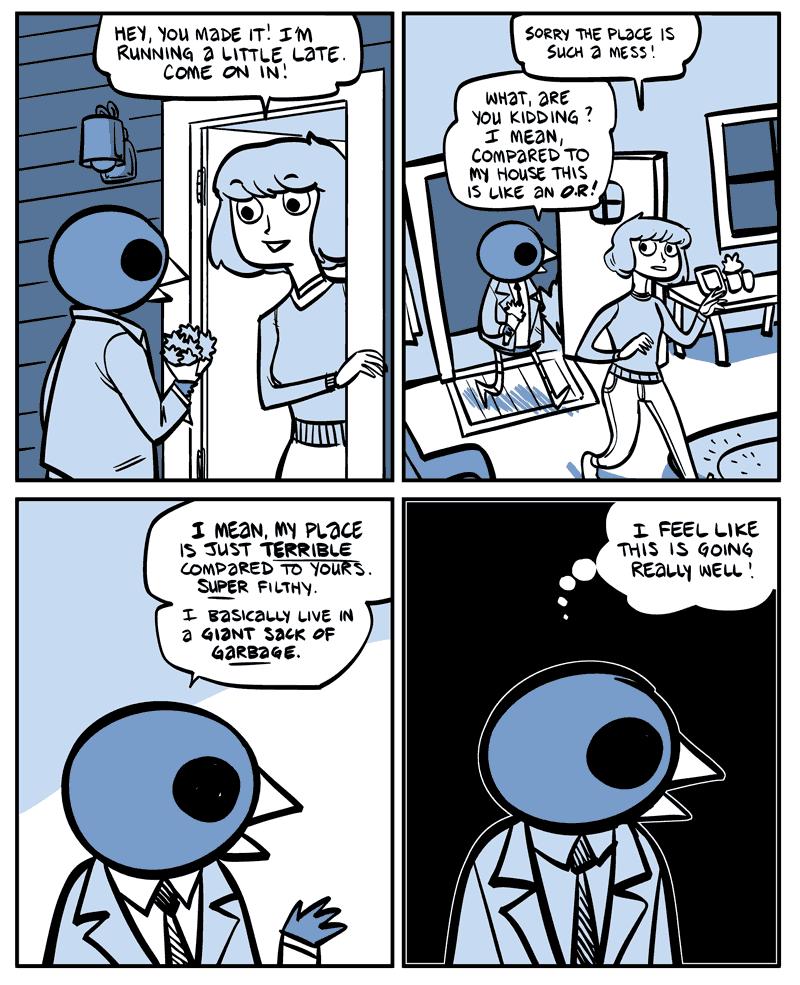 HEY, YOU MADE IT! I'M
RUNNING A LITTLE LATE.
COME ON IN!
SORRY THE PLACE IS
SUCH A MESS!
WHAT, ARE
YOU KIDDING?
I MEAN,
COMPARED TO
MY HOUSE THIS
IS LIKE AN O.R!
I MEAN, MY PLACE
IS JUST TERRIBLE
COMPARED TO YOURS.
SUPER FILTHY.
I BASICALLY LIVE IN
A GIANT SACK OF
GARBAGE.
I FEEL LIKE
THIS IS GOING
REALLY WELL!